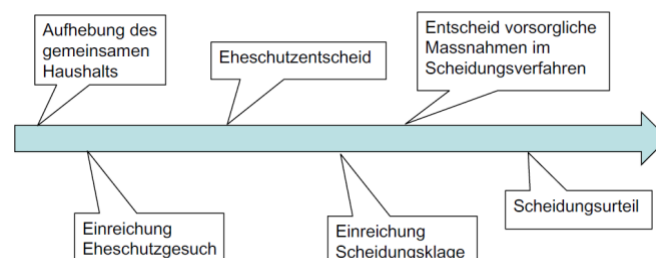 Aufhebung des
gemeinsamen
Haushalts
Eheschutzentscheid
Entscheid vorsorgliche
Massnahmen im
Scheidungsverfahren
Einreichung
Eheschutzgesuch
Einreichung
Scheidungsklage
Scheidungsurteil